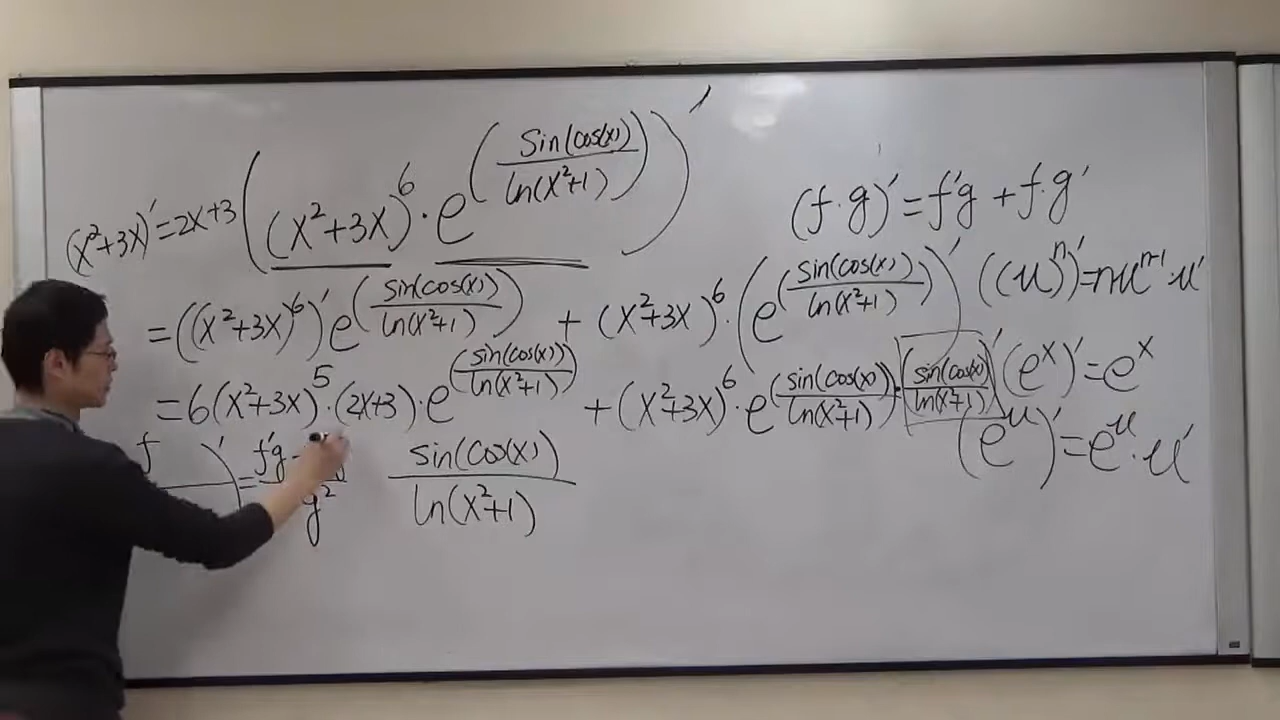 (x²+3x)'=2x+3 ((x²+3x)⁶·e^(sin(cos(x))/ln(x²+1)))'
(f·g)'=f'g+f·g'
=((x²+3x)⁶)'e^(sin(cos(x))/ln(x²+1)) + (x²+3x)⁶·(e^(sin(cos(x))/ln(x²+1)))'
((u)ⁿ)'=nuⁿ⁻¹·u'
=6(x²+3x)⁵·(2x+3)·e^(sin(cos(x))/ln(x²+1)) + (x²+3x)⁶·e^(sin(cos(x))/ln(x²+1))·(sin(cos(x))/ln(x²+1))'
(eˣ)'=eˣ
(eᵘ)'=eᵘ·u'
f )'= f'g- / g²
sin(cos(x)) / ln(x²+1)